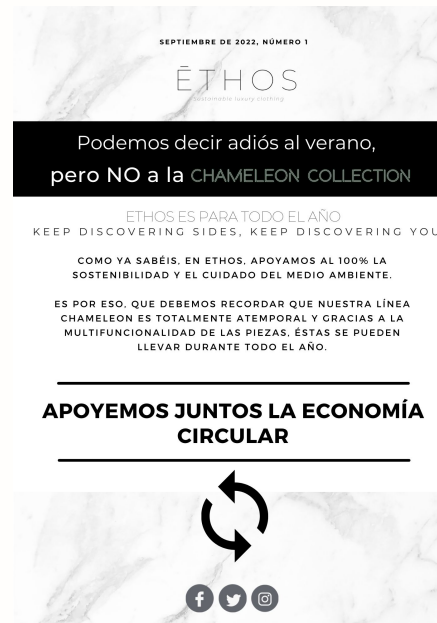 SEPTIEMBRE DE 2022, NÚMERO 1
ĒTHOS
sustainable luxury clothing
Podemos decir adiós al verano,
pero NO a la CHAMELEON COLLECTION
ETHOS ES PARA TODO EL AÑO
KEEP DISCOVERING SIDES, KEEP DISCOVERING YOU
COMO YA SABÉIS, EN ETHOS, APOYAMOS AL 100% LA
SOSTENIBILIDAD Y EL CUIDADO DEL MEDIO AMBIENTE.
ES POR ESO, QUE DEBEMOS RECORDAR QUE NUESTRA LÍNEA
CHAMELEON ES TOTALMENTE ATEMPORAL Y GRACIAS A LA
MULTIFUNCIONALIDAD DE LAS PIEZAS, ÉSTAS SE PUEDEN
LLEVAR DURANTE TODO EL AÑO.
APOYEMOS JUNTOS LA ECONOMÍA
CIRCULAR